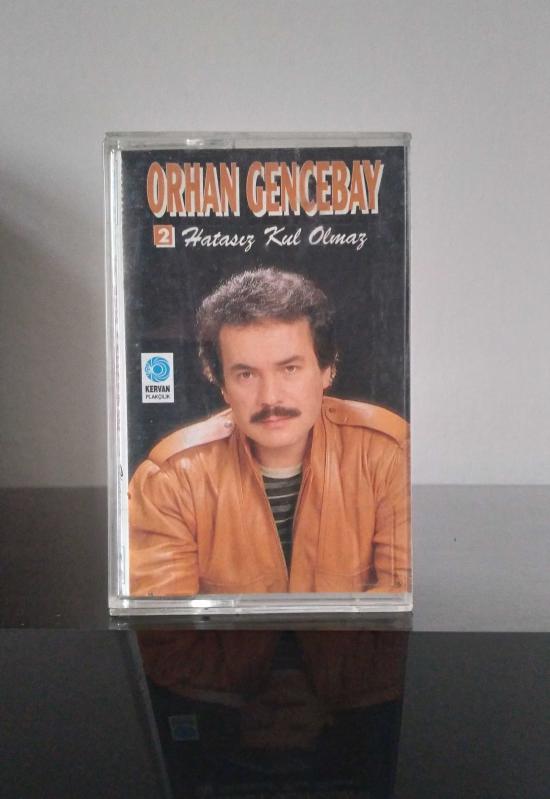 ORHAN GENCEBAY
2 Hatasız Kul Olmaz
KERVAN
PLAKÇILIK